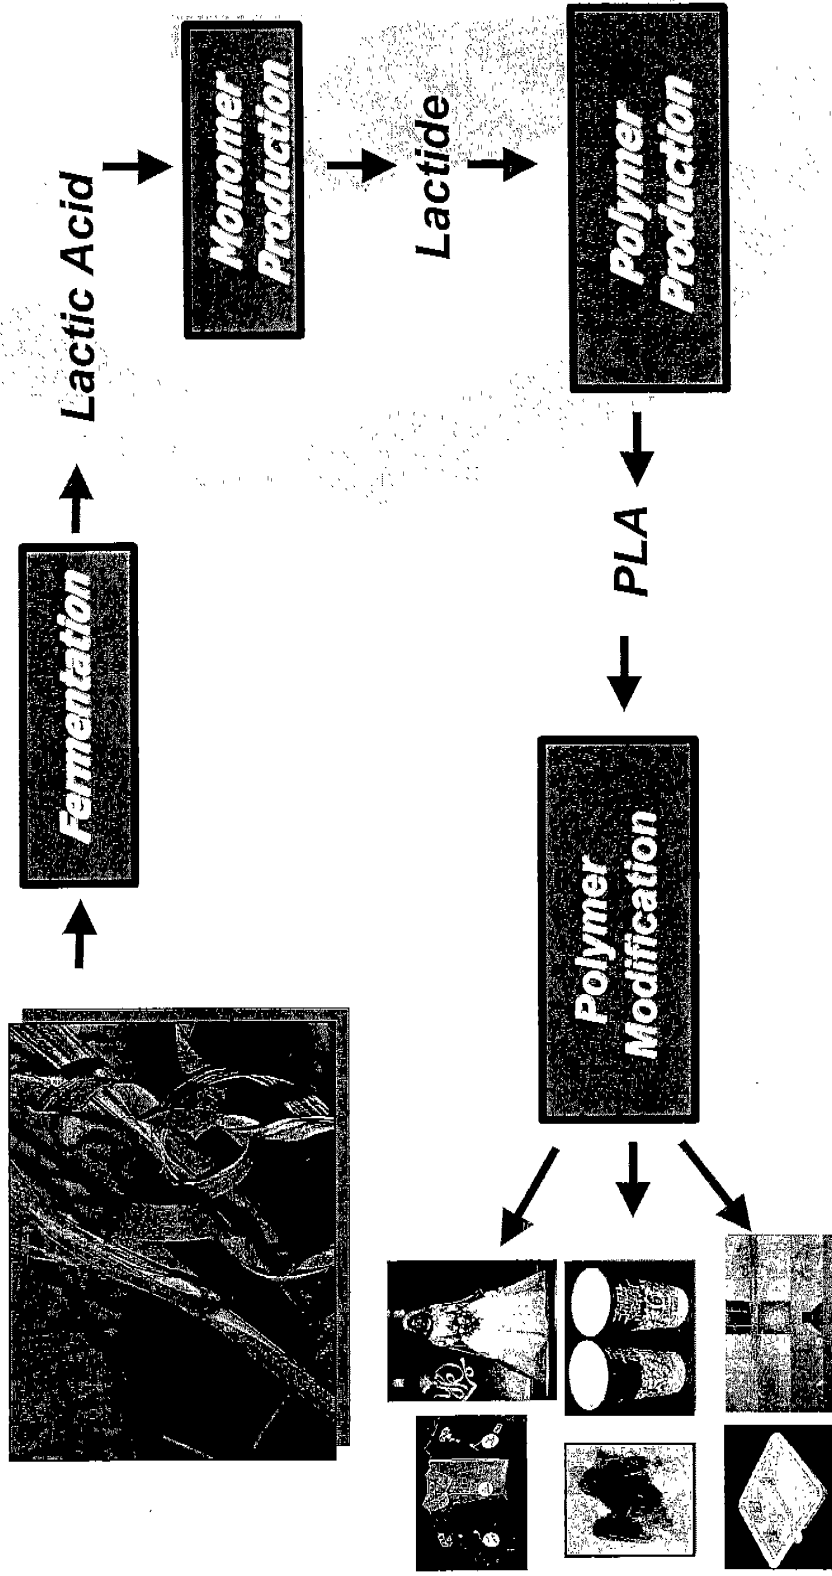 Fermentation
Lactic Acid
Monomer
Production
Lactide
Polymer
Production
PLA
Polymer
Modification